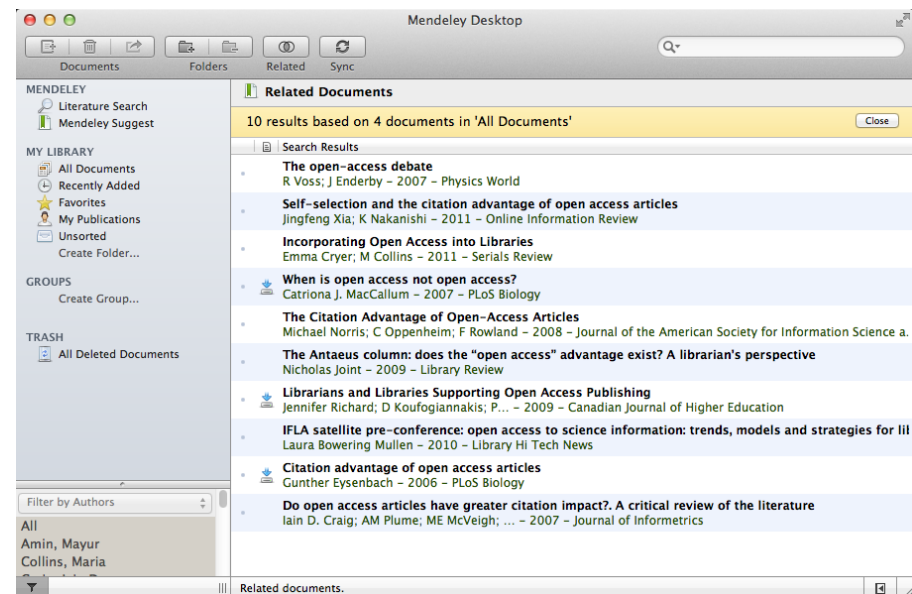 Mendeley Desktop
Documents
Folders
Related
Sync
MENDELEY
Literature Search
Mendeley Suggest
MY LIBRARY
All Documents
Recently Added
Favorites
My Publications
Unsorted
Create Folder...
GROUPS
Create Group...
TRASH
All Deleted Documents
Filter by Authors
All
Amin, Mayur
Collins, Maria
Related Documents
10 results based on 4 documents in 'All Documents'
Close
Search Results
The open-access debate
R Voss; J Enderby – 2007 – Physics World
Self-selection and the citation advantage of open access articles
Jingfeng Xia; K Nakanishi – 2011 – Online Information Review
Incorporating Open Access into Libraries
Emma Cryer; M Collins – 2011 – Serials Review
When is open access not open access?
Catriona J. MacCallum – 2007 – PLoS Biology
The Citation Advantage of Open-Access Articles
Michael Norris; C Oppenheim; F Rowland – 2008 – Journal of the American Society for Information Science a.
The Antaeus column: does the “open access” advantage exist? A librarian's perspective
Nicholas Joint – 2009 – Library Review
Librarians and Libraries Supporting Open Access Publishing
Jennifer Richard; D Koufogiannakis; P... – 2009 – Canadian Journal of Higher Education
IFLA satellite pre-conference: open access to science information: trends, models and strategies for lil
Laura Bowering Mullen – 2010 – Library Hi Tech News
Citation advantage of open access articles
Gunther Eysenbach – 2006 – PLoS Biology
Do open access articles have greater citation impact?. A critical review of the literature
Iain D. Craig; AM Plume; ME McVeigh; ... – 2007 – Journal of Informetrics
Related documents.